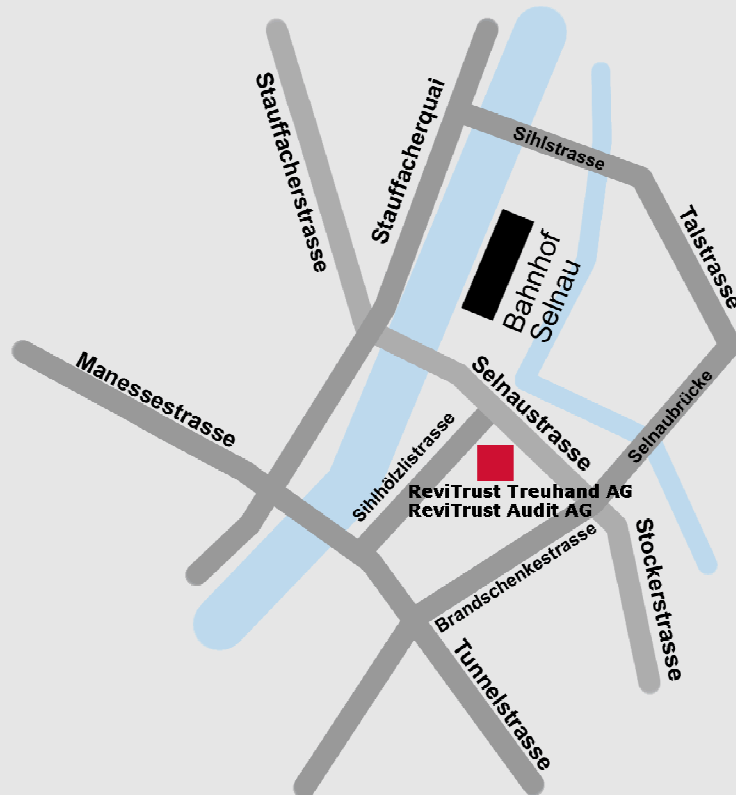 Stauffacherstrasse
Stauffacherquai
Sihlstrasse
Talstrasse
Bahnhof
Selnau
Manessestrasse
Selnaustrasse
Selnaubrücke
Sihlhölzlistrasse
ReviTrust Treuhand AG
ReviTrust Audit AG
Brandschenkestrasse
Stockerstrasse
Tunnelstrasse